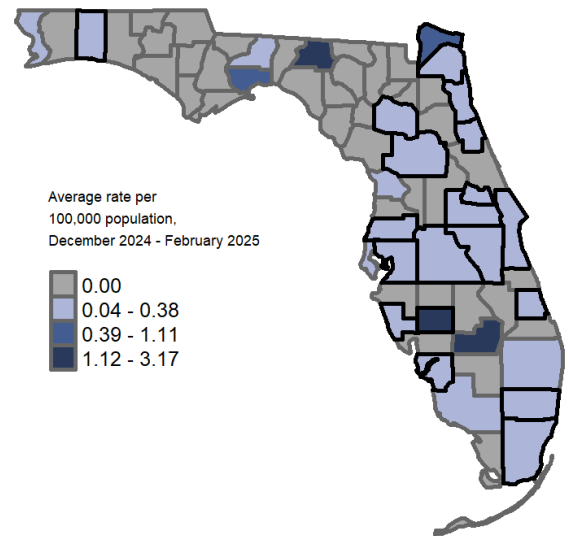 Average rate per
100,000 population,
December 2024 - February 2025
0.00
0.04 - 0.38
0.39 - 1.11
1.12 - 3.17